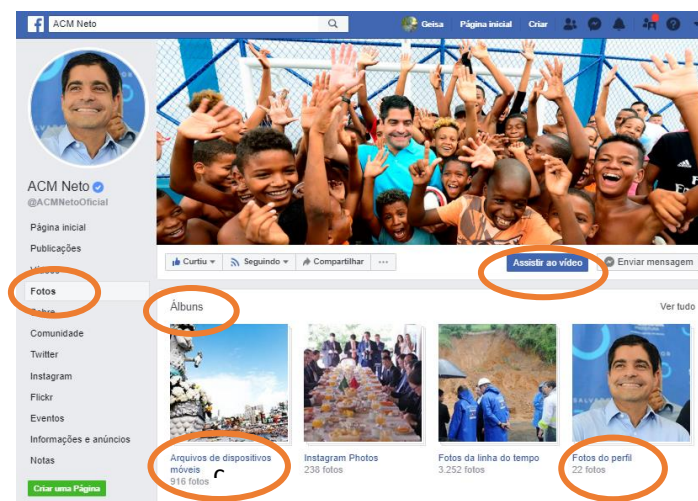 f ACM Neto
Geisa Página inicial Criar
ACM Neto
@ACMNetoOficial
Página inicial
Publicações
Vídeos
Fotos
Sobre
Comunidade
Twitter
Instagram
Flickr
Eventos
Informações e anúncios
Notas
Criar uma Página
Curtiu Seguindo Compartilhar ...
Assistir ao vídeo Enviar mensagem
Álbuns Ver tudo
Arquivos de dispositivos
móveis C
916 fotos
Instagram Photos
238 fotos
Fotos da linha do tempo
3.252 fotos
Fotos do perfil
22 fotos